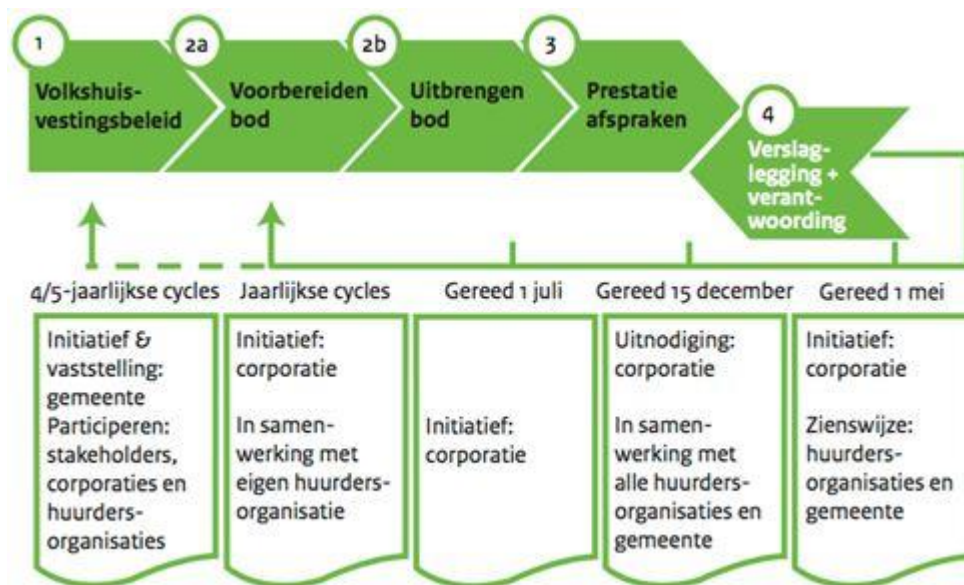 1
Volkshuis-
vestingsbeleid
2a
Voorbereiden
bod
2b
Uitbrengen
bod
3
Prestatie
afspraken
4
Verslag-
legging +
verant-
woording
4/5-jaarlijkse cycles
Jaarlijkse cycles
Gereed 1 juli
Gereed 15 december
Gereed 1 mei
Initiatief &
vaststelling:
gemeente
Participeren:
stakeholders,
corporaties en
huurders-
organisaties
Initiatief:
corporatie
In samen-
werking met
eigen huurders-
organisatie
Initiatief:
corporatie
Uitnodiging:
corporatie
In samen-
werking met
alle huurders-
organisaties en
gemeente
Initiatief:
corporatie
Zienswijze:
huurders-
organisaties en
gemeente